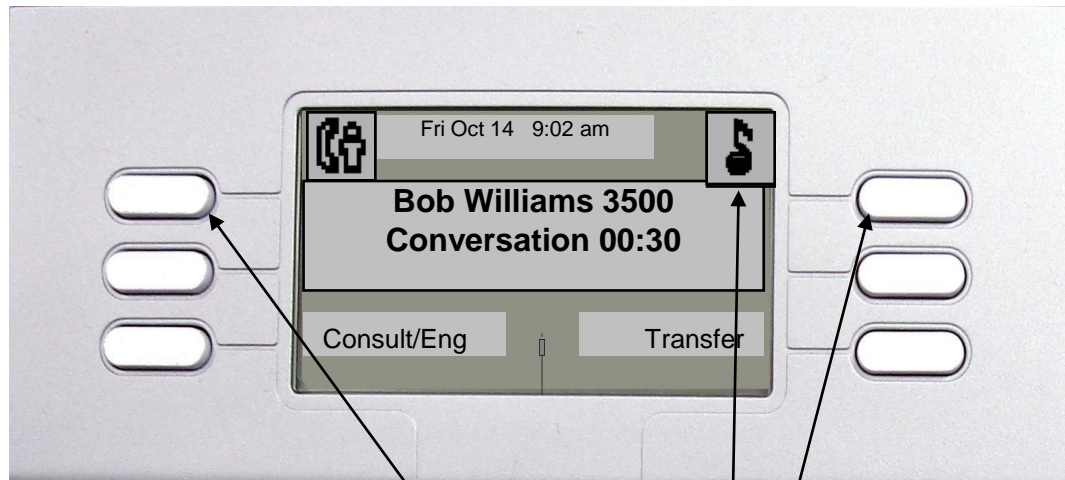 Fri Oct 14 9:02 am
Bob Williams 3500
Conversation 00:30
Consult/Eng
Transfer